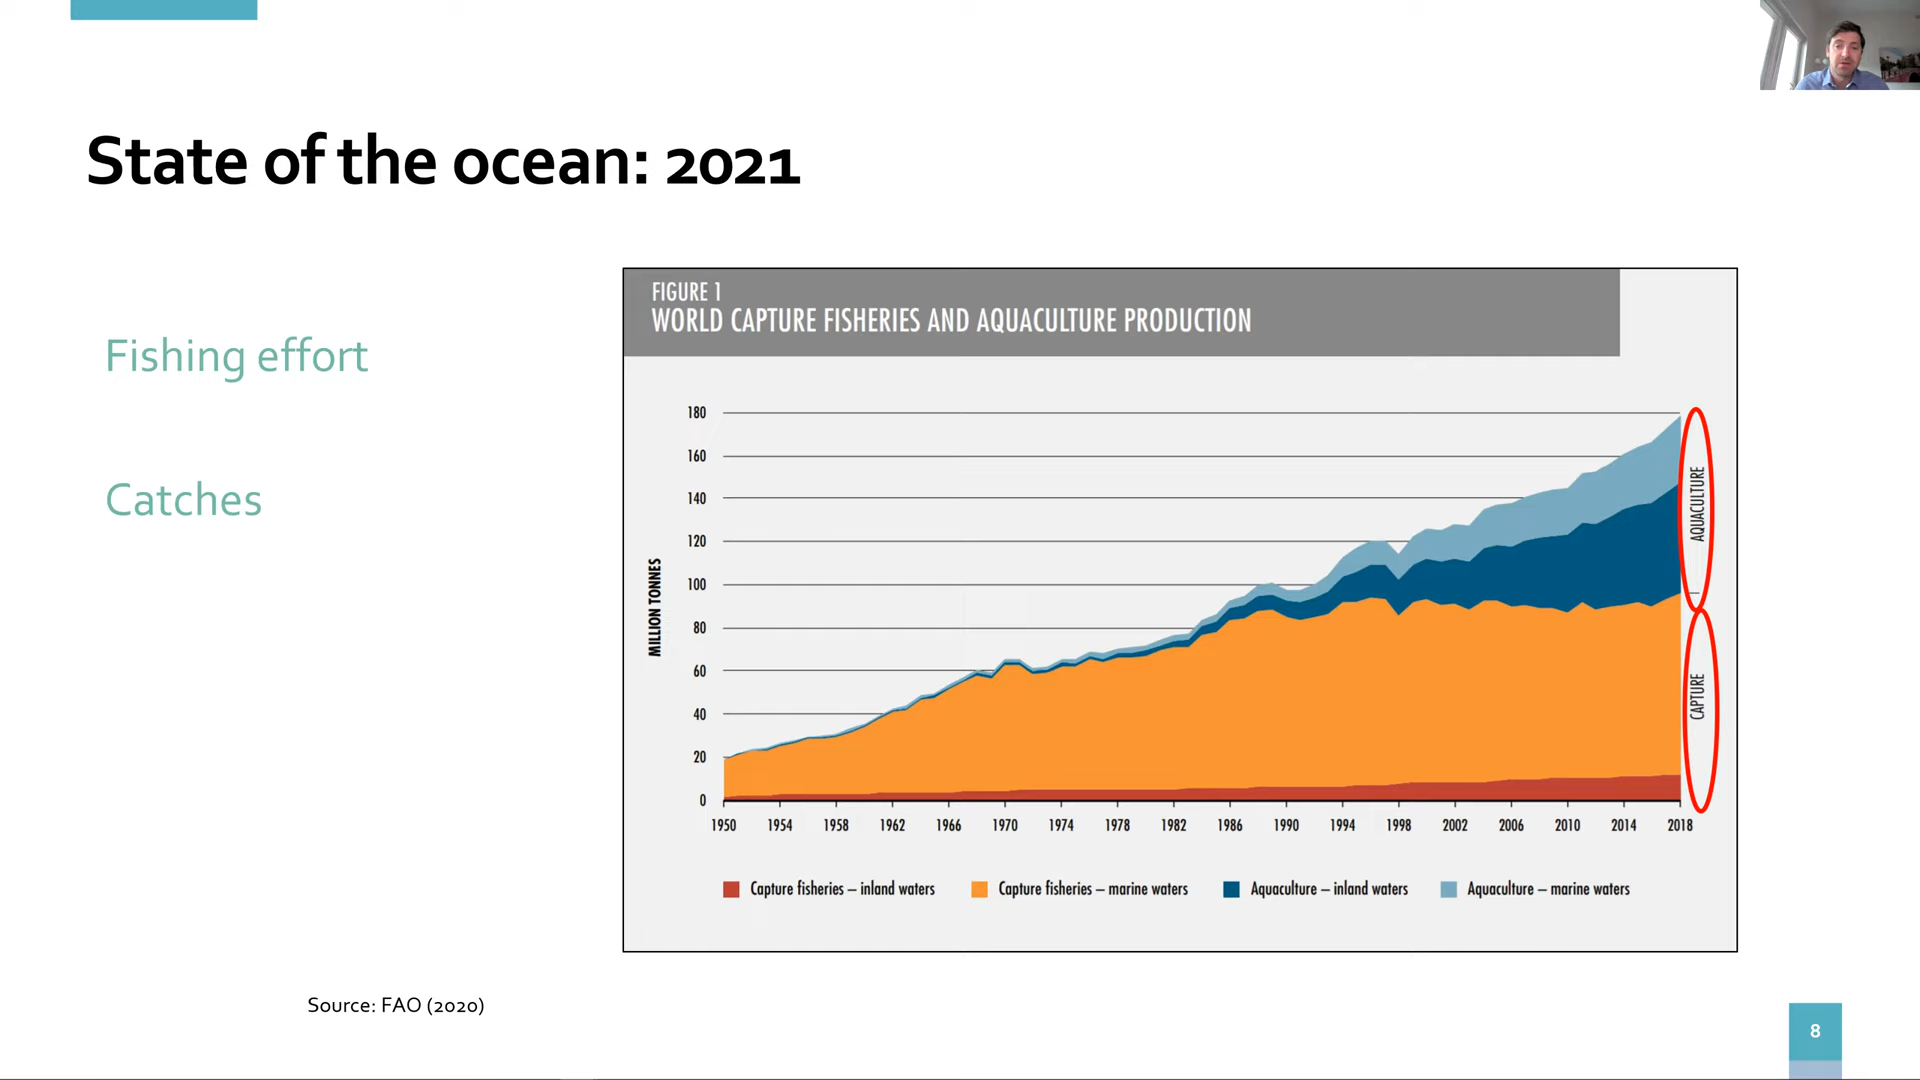 State of the ocean: 2021
Fishing effort
Catches
FIGURE 1
WORLD CAPTURE FISHERIES AND AQUACULTURE PRODUCTION
MILLION TONNES
180
160
140
120
100
80
60
40
20
0
1950 1954 1958 1962 1966 1970 1974 1978 1982 1986 1990 1994 1998 2002 2006 2010 2014 2018
AQUACULTURE
CAPTURE
Capture fisheries – inland waters Capture fisheries – marine waters Aquaculture – inland waters Aquaculture – marine waters
Source: FAO (2020)
8